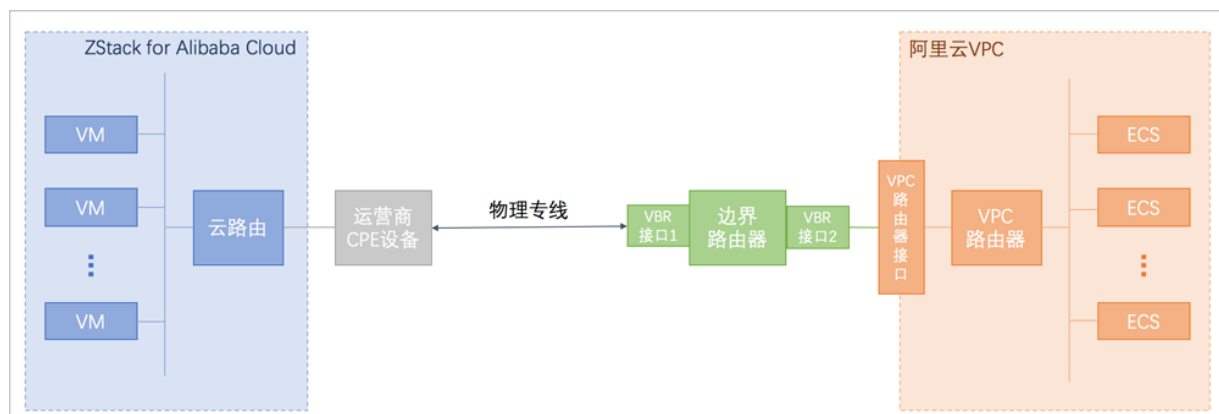 ZStack for Alibaba Cloud
VM
VM
VM
云路由
运营商
CPE设备
物理专线
VBR
接口1
边界
路由器
VBR
接口2
阿里云VPC
VPC
路
由
器
接
口
VPC
路由器
ECS
ECS
ECS